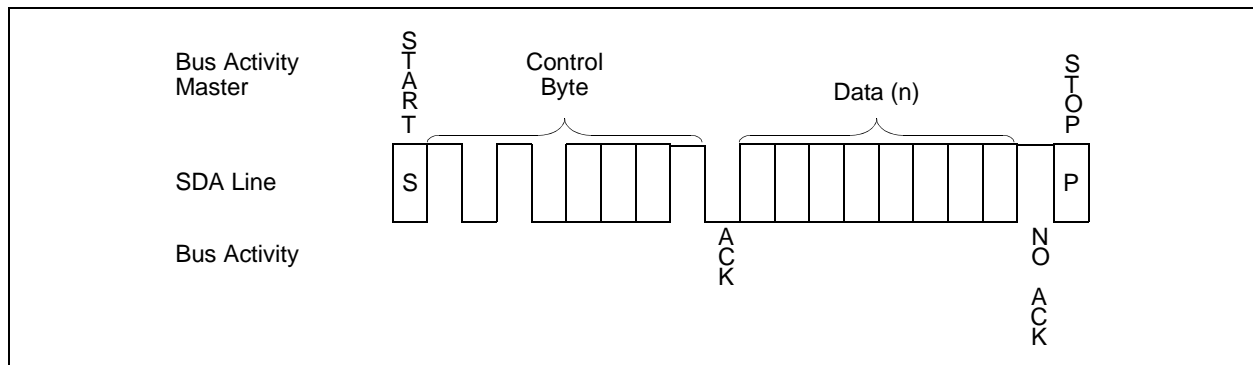 Bus Activity
Master
START
Control
Byte
Data (n)
STOP
SDA Line
S
P
Bus Activity
ACK
NO ACK